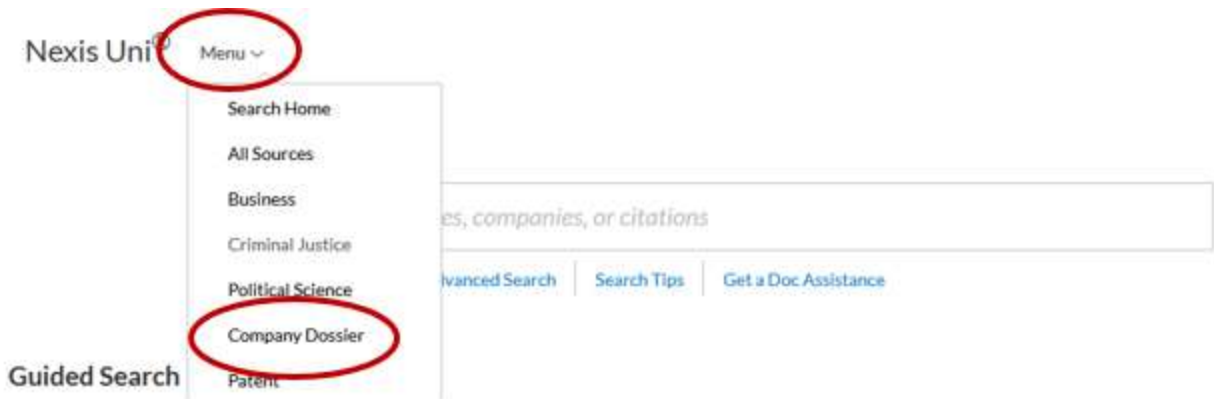 Nexis Uni® Menu
Search Home
All Sources
Business
es, companies, or citations
Criminal Justice
Political Science
vanced Search Search Tips Get a Doc Assistance
Company Dossier
Guided Search
Patent